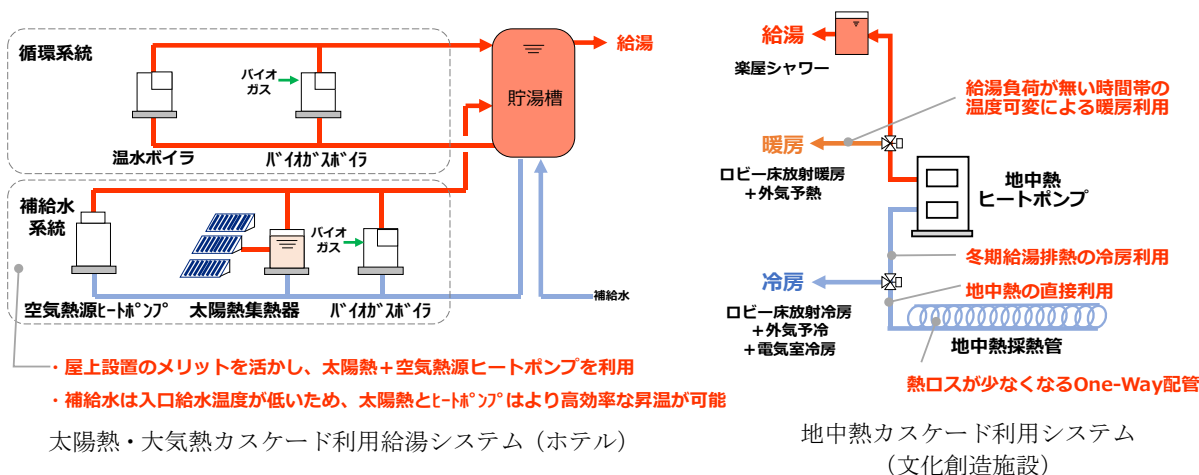 循環系統
バイオ
ガス
温水ボイラ
ﾊﾞｲｵｶﾞｽﾎﾞｲﾗ
貯湯槽
給湯
補給水
系統
バイオ
ガス
空気熱源ﾋｰﾄﾎﾟﾝﾌﾟ
太陽熱集熱器
ﾊﾞｲｵｶﾞｽﾎﾞｲﾗ
補給水
・屋上設置のメリットを活かし、太陽熱＋空気熱源ヒートポンプを利用
・補給水は入口給水温度が低いため、太陽熱とﾋｰﾄﾎﾟﾝﾌﾟはより高効率な昇温が可能
太陽熱・大気熱カスケード利用給湯システム（ホテル）
給湯
楽屋シャワー
給湯負荷が無い時間帯の
温度可変による暖房利用
暖房
ロビー床放射暖房
＋外気予熱
地中熱
ヒートポンプ
冬期給湯排熱の冷房利用
冷房
地中熱の直接利用
ロビー床放射冷房
＋外気予冷
＋電気室冷房
地中熱採熱管
熱ロスが少なくなるOne-Way配管
地中熱カスケード利用システム
（文化創造施設）